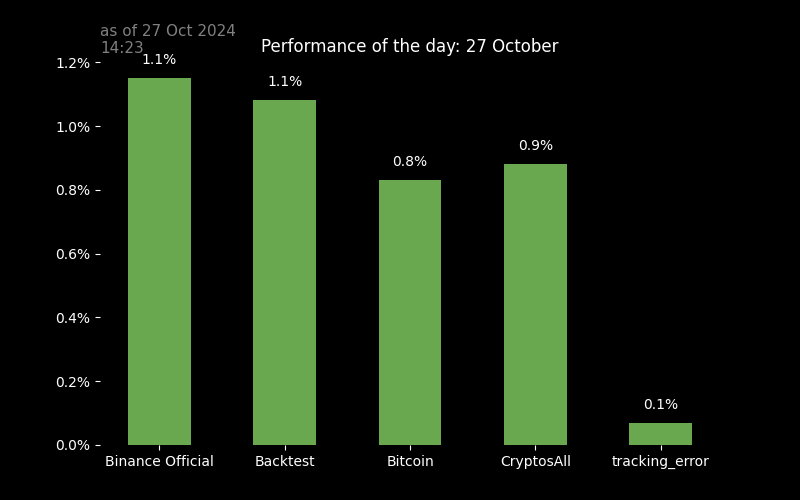 as of 27 Oct 2024
14:23
Performance of the day: 27 October
1.2%
1.0%
0.8%
0.6%
0.4%
0.2%
0.0%
1.1%
1.1%
0.8%
0.9%
0.1%
Binance Official
Backtest
Bitcoin
CryptosAll
tracking_error